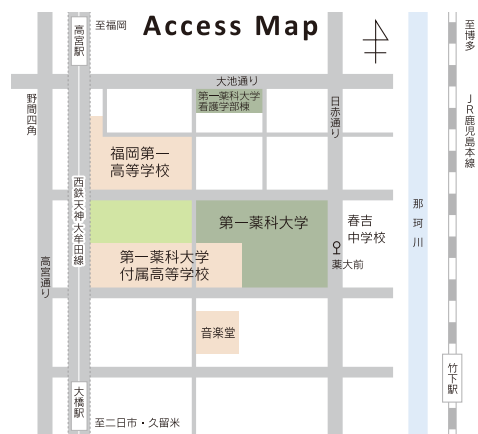 至福岡
Access Map
至博多
高宮駅
大池通り
野間四角
第一薬科大学
看護学部棟
日赤通り
JR鹿児島本線
福岡第一
高等学校
西鉄天神大牟田線
那珂川
第一薬科大学
春吉
中学校
第一薬科大学
付属高等学校
薬大前
高宮通り
音楽堂
竹下駅
大橋駅
至二日市・久留米